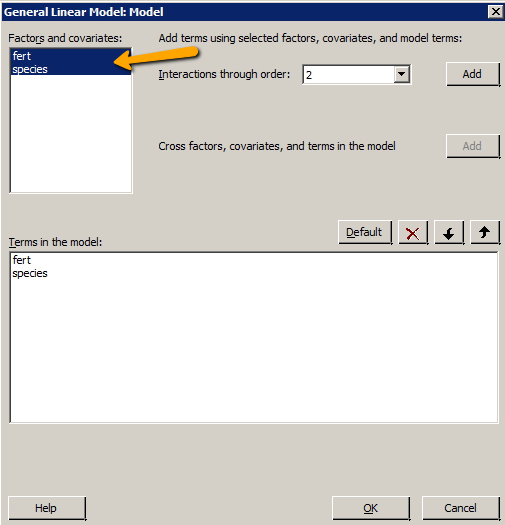 General Linear Model: Model
Factors and covariates:
Add terms using selected factors, covariates, and model terms:
fert
species
Interactions through order:
2
Add
Cross factors, covariates, and terms in the model
Add
Default
Terms in the model:
fert
species
Help
OK
Cancel